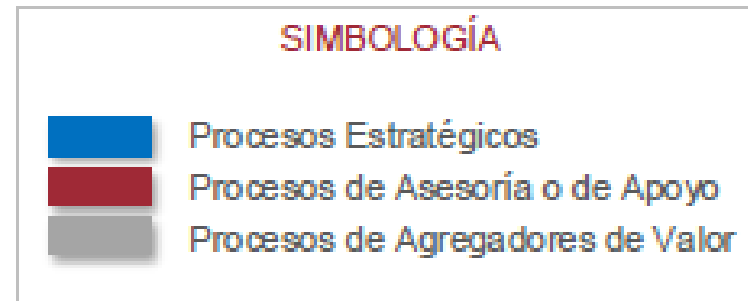 SIMBOLOGÍA
Procesos Estratégicos
Procesos de Asesoría o de Apoyo
Procesos de Agregadores de Valor